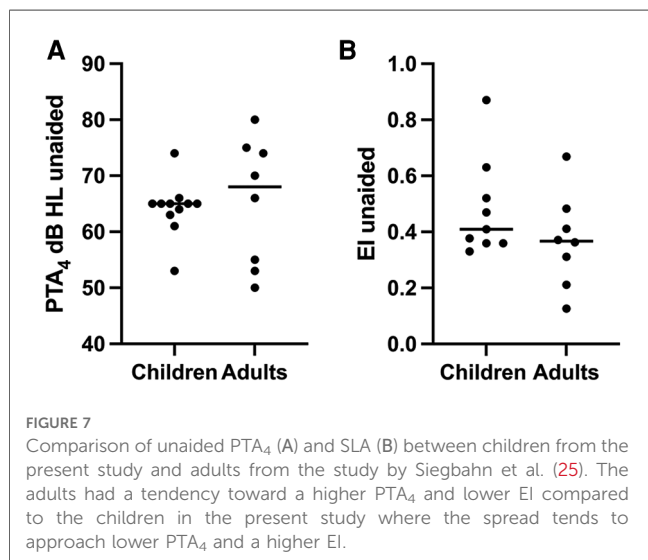 A
B
90
80
70
60
50
40
PTA₄ dB HL unaided
Children Adults
1.0
0.8
0.6
0.4
0.2
0.0
EI unaided
Children Adults
FIGURE 7
Comparison of unaided PTA₄ (A) and SLA (B) between children from the
present study and adults from the study by Siegbahn et al. (25). The
adults had a tendency toward a higher PTA₄ and lower EI compared
to the children in the present study where the spread tends to
approach lower PTA₄ and a higher EI.